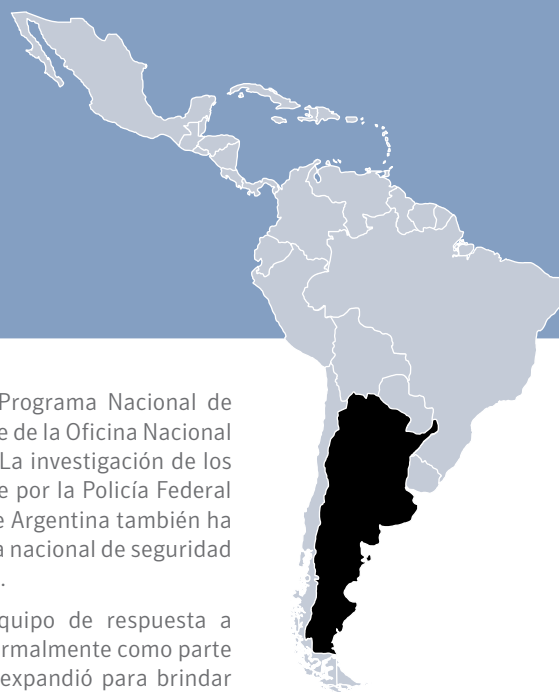 Programa Nacional de
e de la Oficina Nacional
La investigación de los
e por la Policía Federal
e Argentina también ha
a nacional de seguridad
.
quipo de respuesta a
rmalmente como parte
expandió para brindar